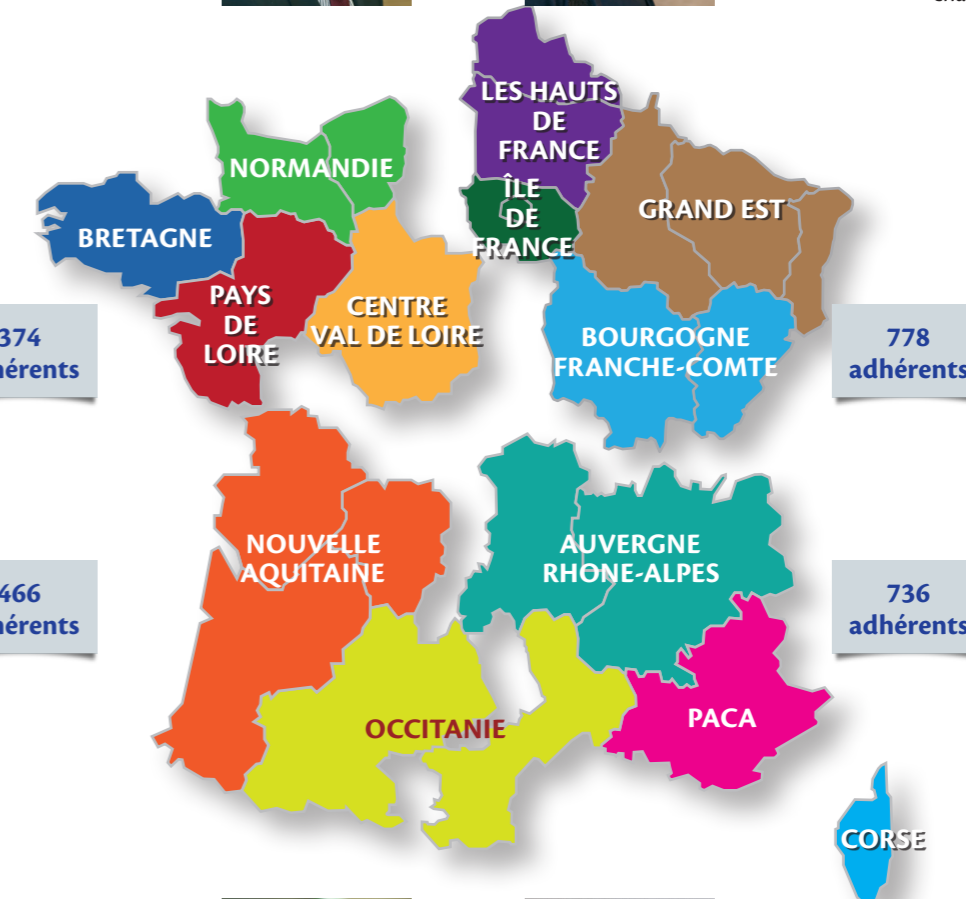 LES HAUTS
DE
FRANCE
NORMANDIE
ÎLE
DE
FRANCE
GRAND EST
BRETAGNE
PAYS
DE
LOIRE
CENTRE
VAL DE LOIRE
BOURGOGNE
FRANCHE-COMTE
374
778
adhérents
NOUVELLE
AQUITAINE
AUVERGNE
RHONE-ALPES
466
736
adhérents
OCCITANIE
PACA
CORSE